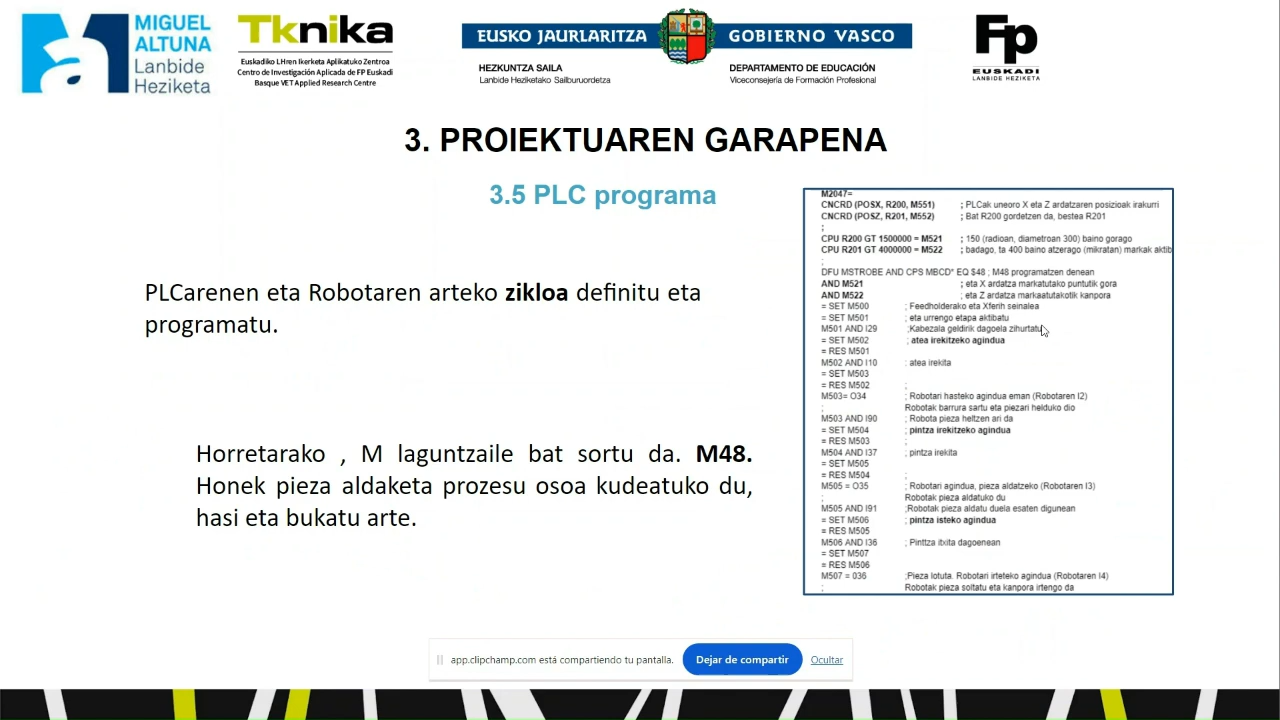 MIGUEL
ALTUNA
Lanbide
Heziketa
Tknika
Euskadiko LHren Ikerketa Aplikatuko Zentroa
Centro de Investigación Aplicada de FP Euskadi
Basque VET Applied Research Centre
EUSKO JAURLARITZA
GOBIERNO VASCO
HEZKUNTZA SAILA
Lanbide Heziketako Sailburuordetza
DEPARTAMENTO DE EDUCACIÓN
Viceconsejería de Formación Profesional
Fp
EUSKADI
LANBIDE HEZIKETA
3. PROIEKTUAREN GARAPENA
3.5 PLC programa
PLCarenen eta Robotaren arteko zikloa definitu eta
programatu.
Horretarako , M laguntzaile bat sortu da. M48.
Honek pieza aldaketa prozesu osoa kudeatuko du,
hasi eta bukatu arte.
M2047=
CNCRD (POSX, R200, M551) ; PLCak uneoro X eta Z ardatzaren posizioak irakurri
CNCRD (POSZ, R201, M552) ; Bat R200 gordetzen da, bestea R201
;
CPU R200 GT 1500000 = M521 ; 150 (radioan, diametroan 300) baino gorago
CPU R201 GT 4000000 = M522 ; badago, ta 400 baino atzerago (mikratan) markak aktib
;
DFU MSTROBE AND CPS MBCD* EQ $48 ; M48 programatzen denean
AND M521 ; eta X ardatza markatutako puntutik gora
AND M522 ; eta Z ardatza markaatutakotik kanpora
= SET M500 ; Feedholderako eta Xferih seinalea
= SET M501 ; eta urrengo etapa aktibatu
M501 AND I29 ;Kabezala geldirik dagoela zihurtatu
= SET M502 ; atea irekitzeko agindua
= RES M501
M502 AND I10 ; atea irekita
= SET M503
= RES M502 ;
M503= O34 ; Robotari hasteko agindua eman (Robotaren I2)
; Robotak barrura sartu eta piezari helduko dio
M503 AND I90 ; Robota pieza heltzen ari da
= SET M504 ; pintza irekitzeko agindua
= RES M503 ;
M504 AND I37 ; pintza irekita
= SET M505
= RES M504 ;
M505 = O35 ; Robotari agindua, pieza aldatzeko (Robotaren I3)
; Robotak pieza aldatuko du
M505 AND I91 ;Robotak pieza aldatu duela esaten digunean
= SET M506 ; pintza isteko agindua
= RES M505
M506 AND I36 ; Pinttza itxita dagoenean
= SET M507
= RES M506
M507 = 036 ;Pieza lotuta. Robotari irteteko agindua (Robotaren I4)
; Robotak pieza soltatu eta kanpora irtengo da
app.clipchamp.com está compartiendo tu pantalla. Dejar de compartir Ocultar